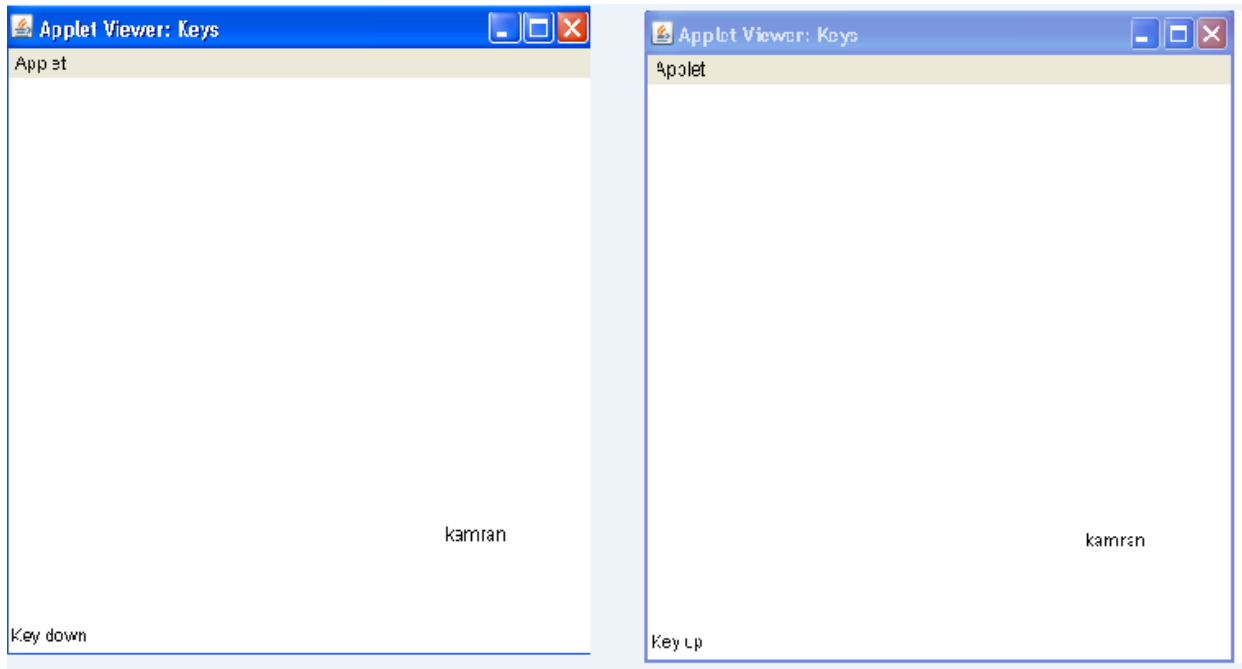 Applet Viewer: Keys
Applet
kamran
Key down
Applet Viewer: Keys
Applet
kamran
Key up